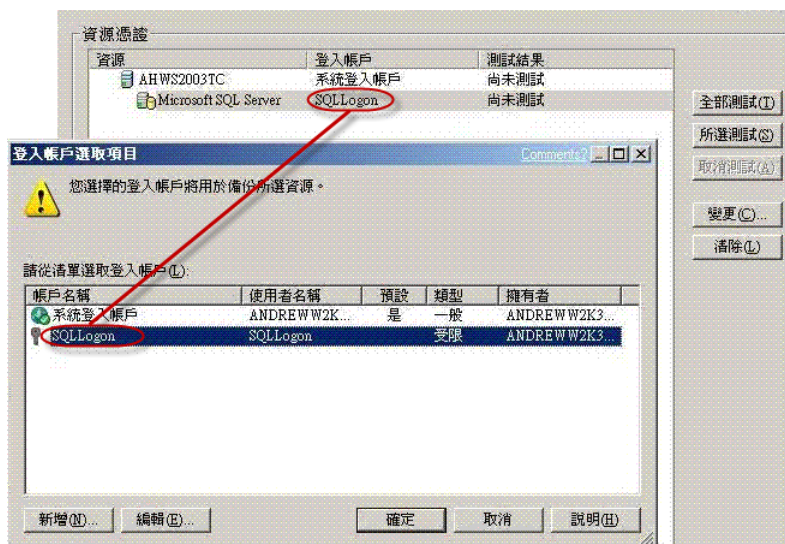 資源憑證
資源 登入帳戶 測試結果
AHWS2003TC 系統登入帳戶 尚未測試
Microsoft SQL Server SQLLogon 尚未測試
全部測試(T)
所選測試(S)
取消測試(A)
變更(C)...
清除(L)
登入帳戶選取項目 Comments?
您選擇的登入帳戶將用於備份所選資源。
請從清單選取登入帳戶(L):
帳戶名稱 使用者名稱 預設 類型 擁有者
系統登入帳戶 ANDREWW2K... 是 一般 ANDREWW2K3...
SQLLogon SQLLogon 受限 ANDREWW2K3...
新增(N)... 編輯(E)... 確定 取消 說明(H)